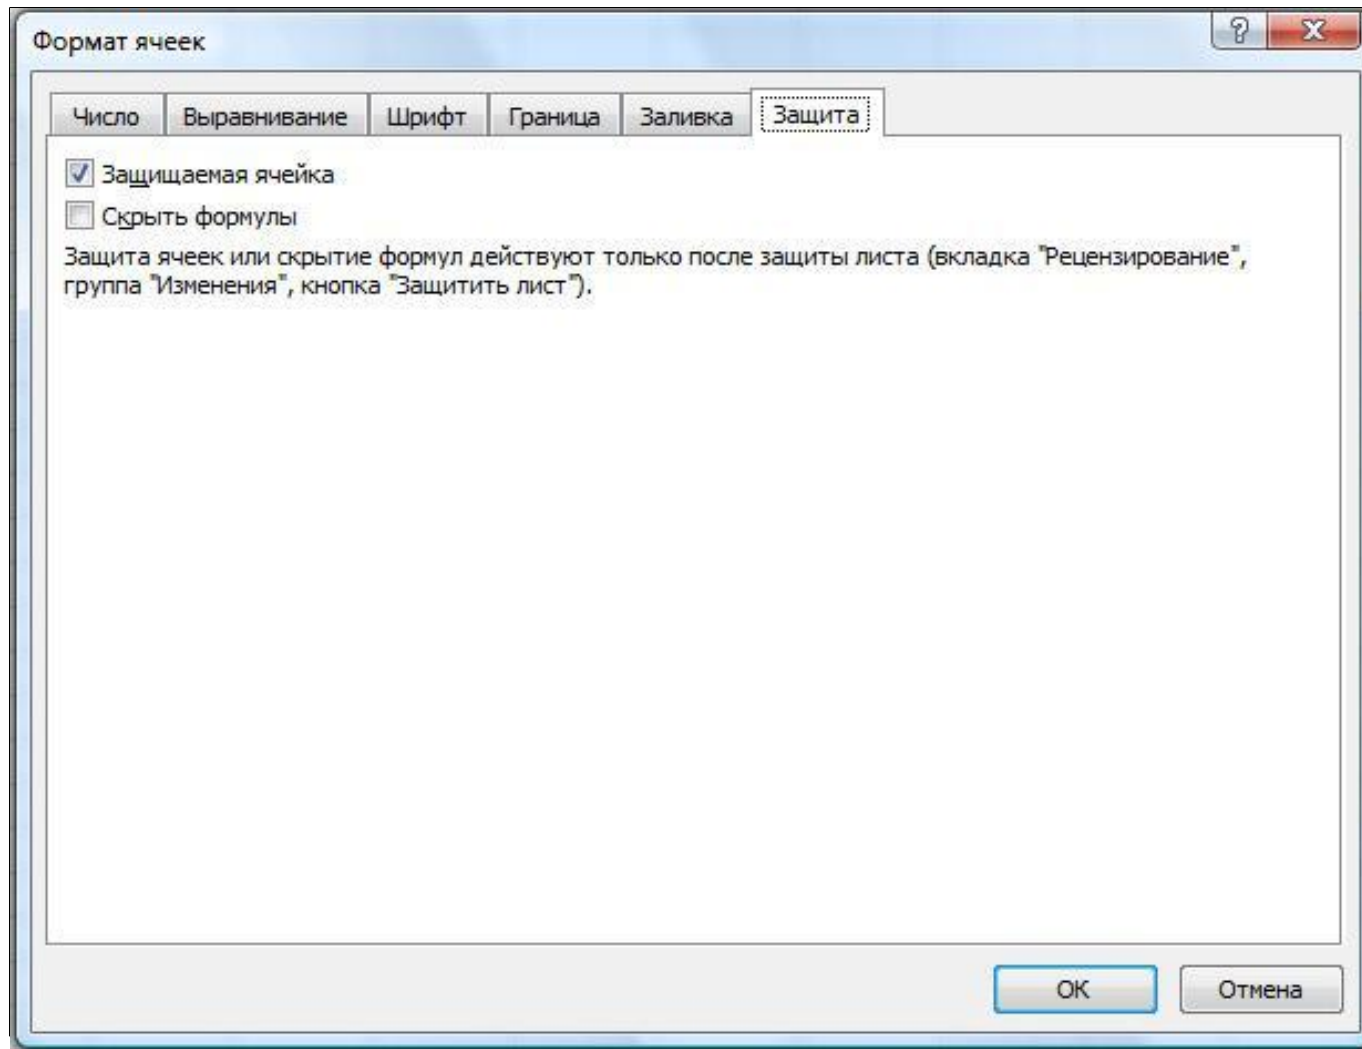 Формат ячеек
Число Выравнивание Шрифт Граница Заливка Защита
Защищаемая ячейка
Скрыть формулы
Защита ячеек или скрытие формул действуют только после защиты листа (вкладка "Рецензирование",
группа "Изменения", кнопка "Защитить лист").
ОК Отмена